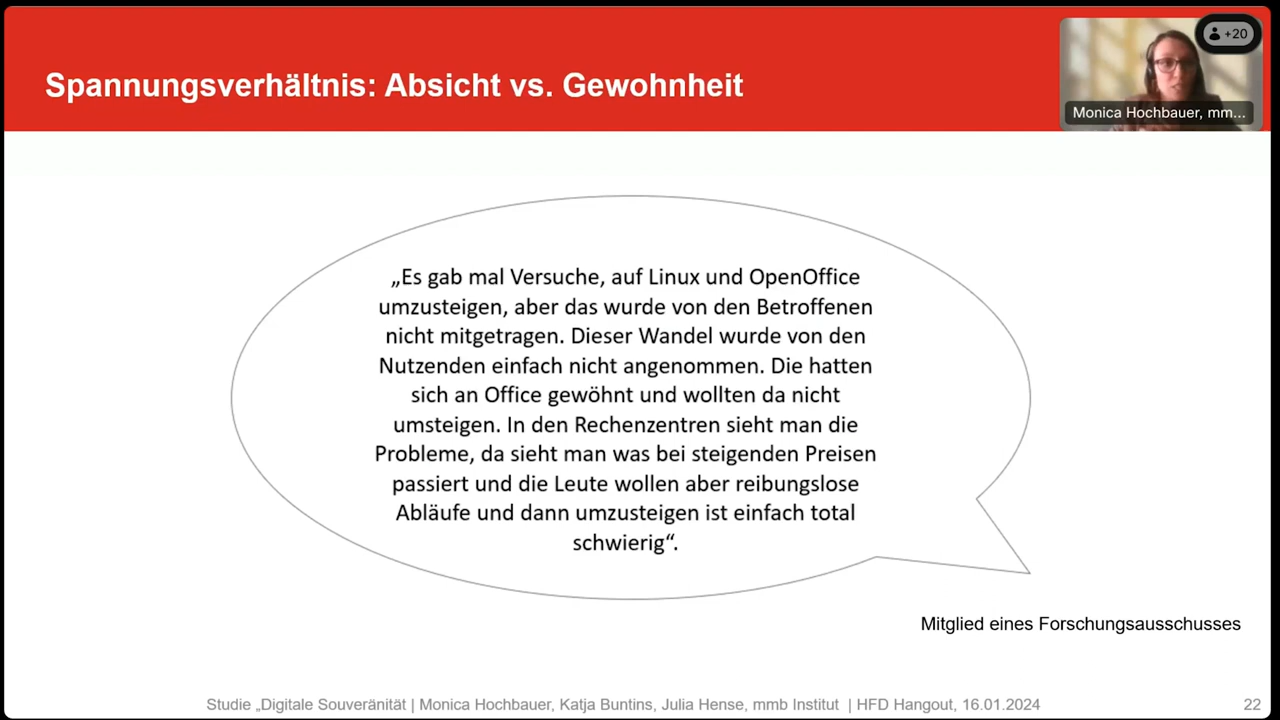 Spannungsverhältnis: Absicht vs. Gewohnheit
+20
Monica Hochbauer, mm...
„Es gab mal Versuche, auf Linux und OpenOffice
umzusteigen, aber das wurde von den Betroffenen
nicht mitgetragen. Dieser Wandel wurde von den
Nutzenden einfach nicht angenommen. Die hatten
sich an Office gewöhnt und wollten da nicht
umsteigen. In den Rechenzentren sieht man die
Probleme, da sieht man was bei steigenden Preisen
passiert und die Leute wollen aber reibungslose
Abläufe und dann umzusteigen ist einfach total
schwierig“.
Mitglied eines Forschungsausschusses
Studie „Digitale Souveränität | Monica Hochbauer, Katja Buntins, Julia Hense, mmb Institut | HFD Hangout, 16.01.2024
22